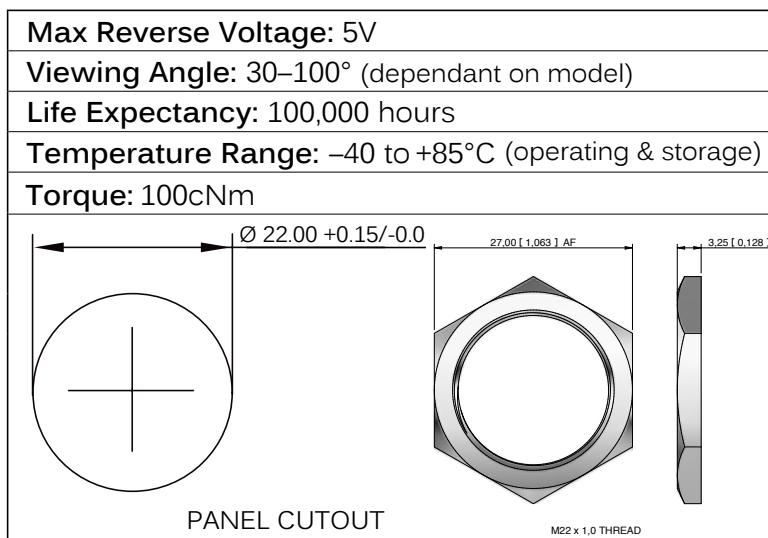 Max Reverse Voltage: 5V
Viewing Angle: 30–100° (dependant on model)
Life Expectancy: 100,000 hours
Temperature Range: –40 to +85°C (operating & storage)
Torque: 100cNm
Ø 22.00 +0.15/-0.0
27,00 [ 1,063 ] AF
3,25 [ 0,128 ]
PANEL CUTOUT
M22 x 1,0 THREAD